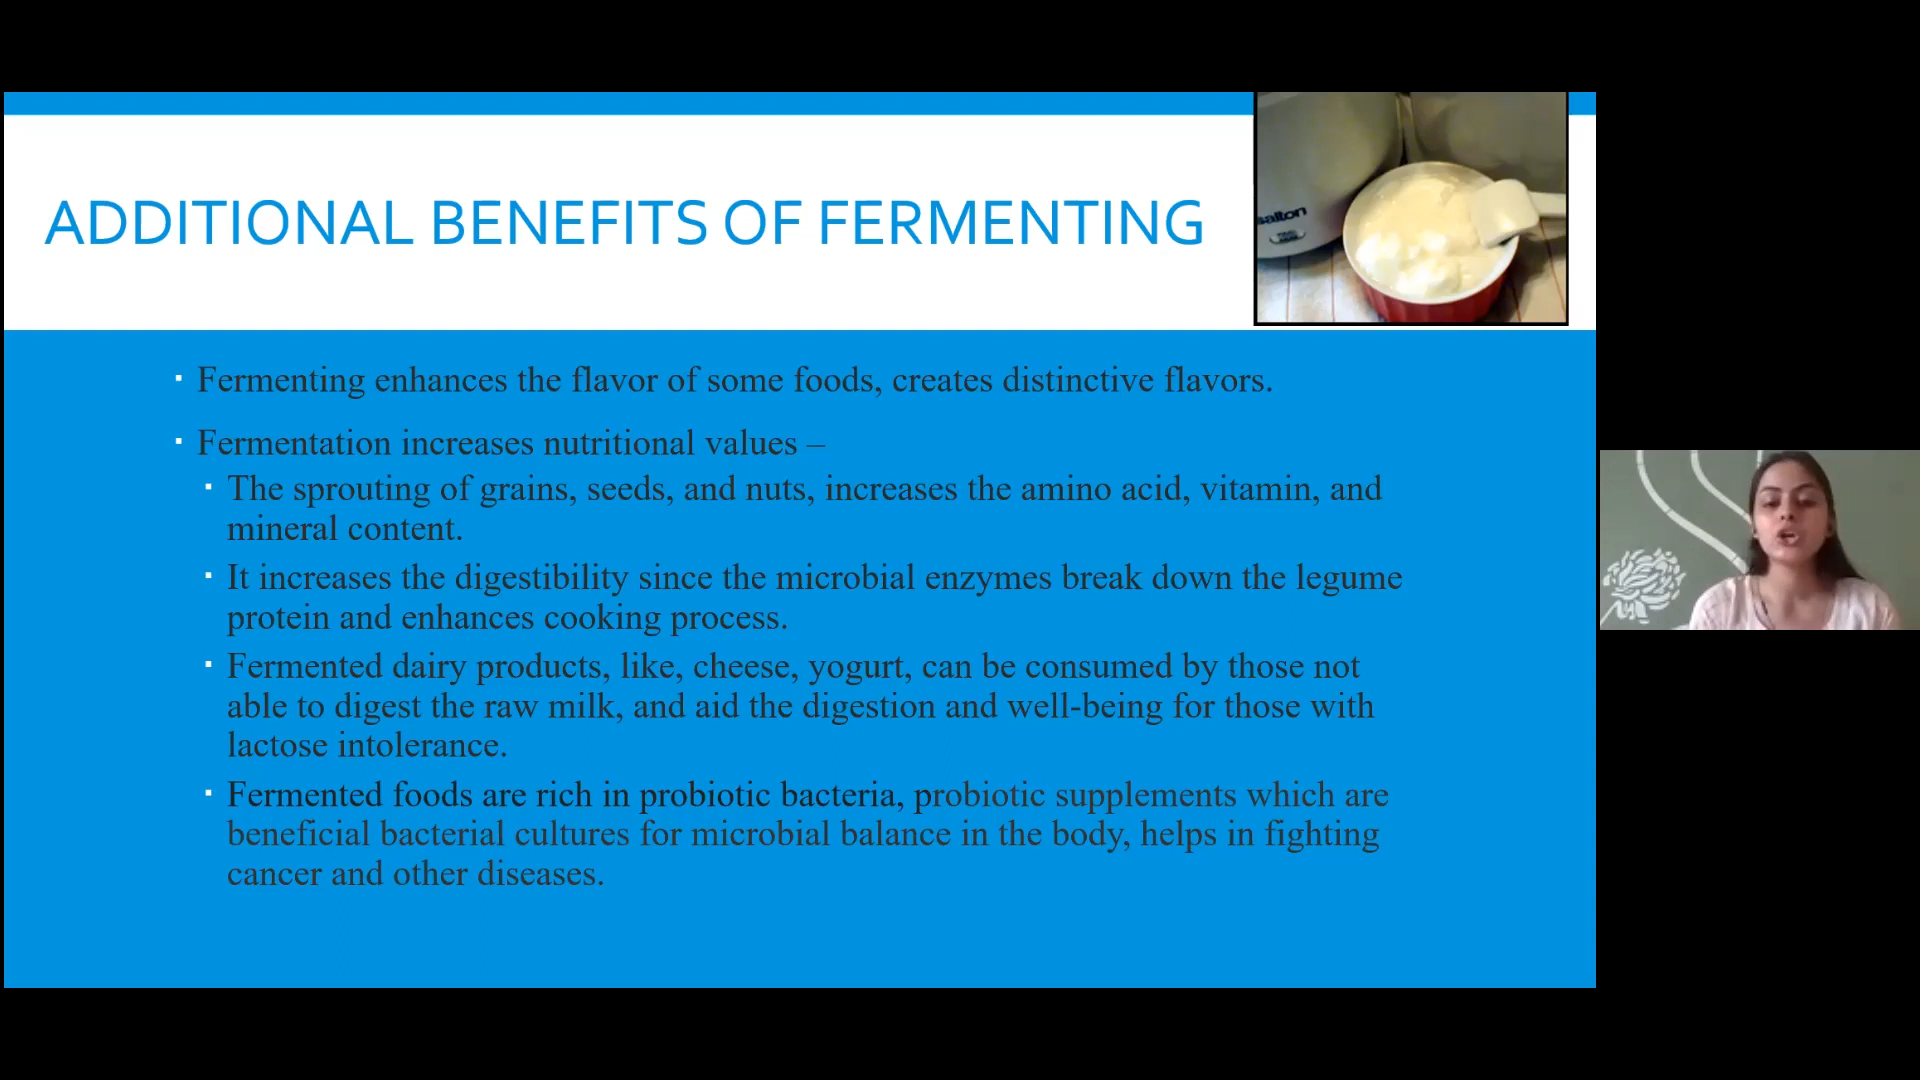 ADDITIONAL BENEFITS OF FERMENTING
salton
Fermenting enhances the flavor of some foods, creates distinctive flavors.
Fermentation increases nutritional values –
The sprouting of grains, seeds, and nuts, increases the amino acid, vitamin, and
mineral content.
It increases the digestibility since the microbial enzymes break down the legume
protein and enhances cooking process.
Fermented dairy products, like, cheese, yogurt, can be consumed by those not
able to digest the raw milk, and aid the digestion and well-being for those with
lactose intolerance.
Fermented foods are rich in probiotic bacteria, probiotic supplements which are
beneficial bacterial cultures for microbial balance in the body, helps in fighting
cancer and other diseases.